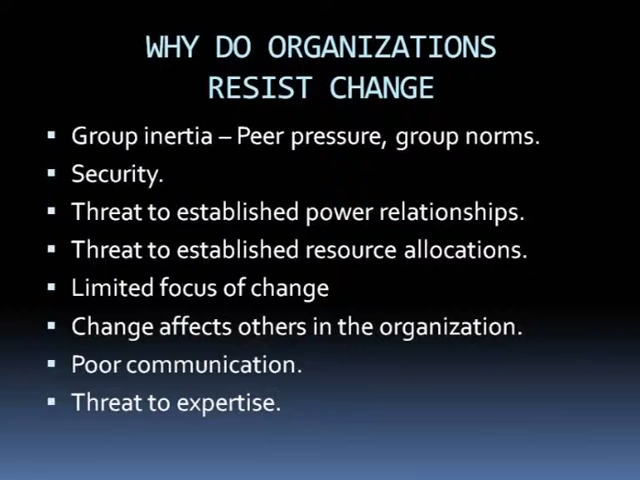 WHY DO ORGANIZATIONS
RESIST CHANGE
▪ Group inertia – Peer pressure, group norms.
▪ Security.
▪ Threat to established power relationships.
▪ Threat to established resource allocations.
▪ Limited focus of change
▪ Change affects others in the organization.
▪ Poor communication.
▪ Threat to expertise.